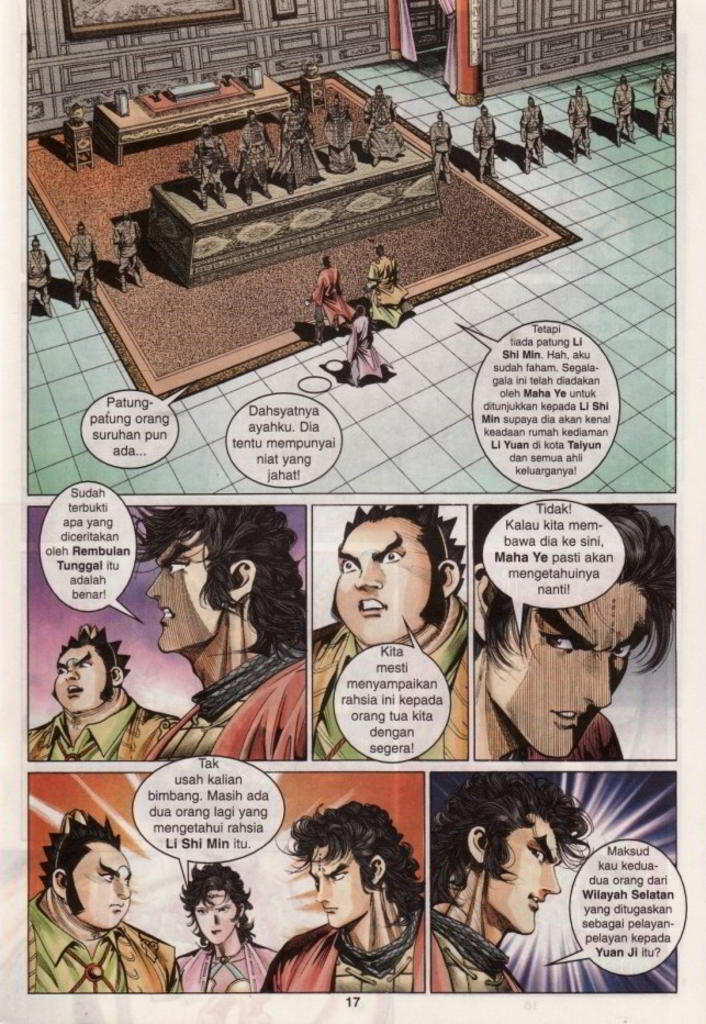 Patung-
patung orang
suruhan pun
ada...
Dahsyatnya
ayahku. Dia
tentu mempunyai
niat yang
jahat!
Tetapi
tiada patung Li
Shi Min. Hah, aku
sudah faham. Segala-
gala ini telah diadakan
oleh Maha Ye untuk
ditunjukkan kepada Li Shi
Min supaya dia akan kenal
keadaan rumah kediaman
Li Yuan di kota Taiyun
dan semua ahli
keluarganya!
Sudah
terbukti
apa yang
diceritakan
oleh Rembulan
Tunggal itu
adalah
benar!
Kita
mesti
menyampaikan
rahsia ini kepada
orang tua kita
dengan
segera!
Tidak!
Kalau kita mem-
bawa dia ke sini,
Maha Ye pasti akan
mengetahuinya
nanti!
Tak
usah kalian
bimbang. Masih ada
dua orang lagi yang
mengetahui rahsia
Li Shi Min itu.
Maksud
kau kedua-
dua orang dari
Wilayah Selatan
yang ditugaskan
sebagai pelayan-
pelayan kepada
Yuan Ji itu?
17